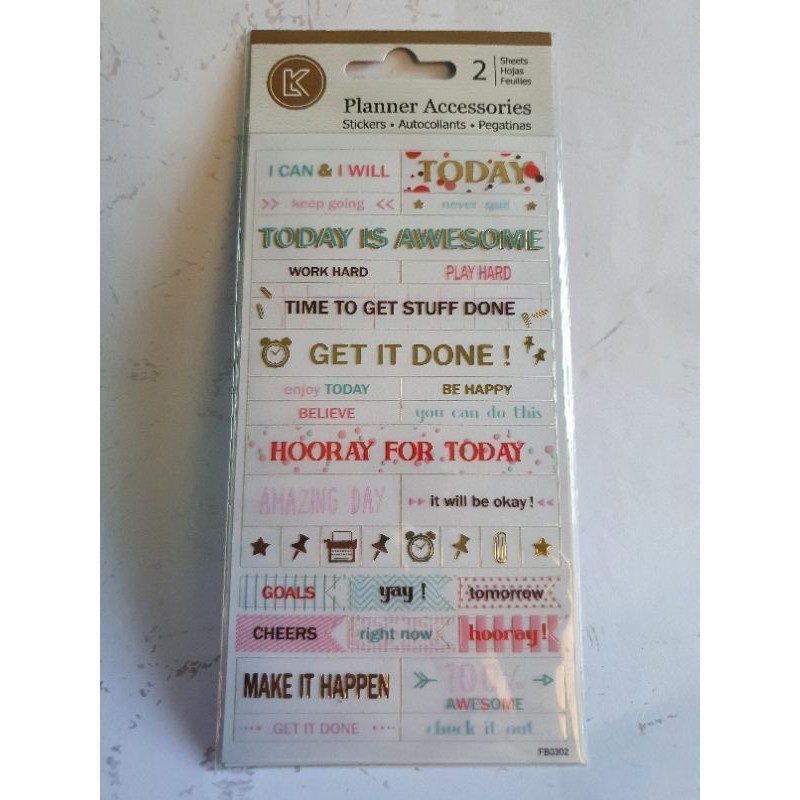 LK
2
Sheets
Hojas
Feuilles
Planner Accessories
Stickers • Autocollants • Pegatinas
I CAN & I WILL
TODAY
>> keep going <<
never quit
TODAY IS AWESOME
WORK HARD
PLAY HARD
TIME TO GET STUFF DONE
GET IT DONE !
enjoy TODAY
BE HAPPY
BELIEVE
you can do this
HOORAY FOR TODAY
AMAZING DAY
it will be okay!
GOALS
yay !
tomorrow
CHEERS
right now
hooray!
MAKE IT HAPPEN
100%
AWESOME
GET IT DONE
check it out
FB0302